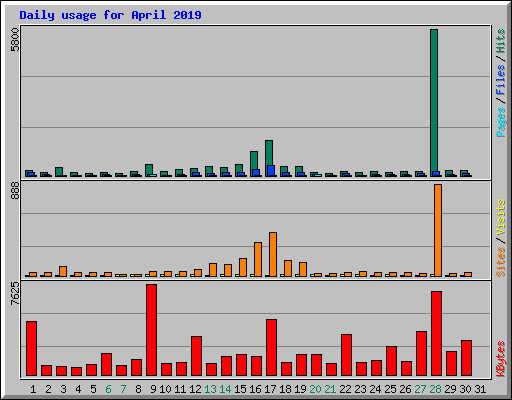 Daily usage for April 2019
5800
888
7625
Pages / Files / Hits
Sites / Visits
KBytes
1 2 3 4 5 6 7 8 9 10 11 12 13 14 15 16 17 18 19 20 21 22 23 24 25 26 27 28 29 30 31